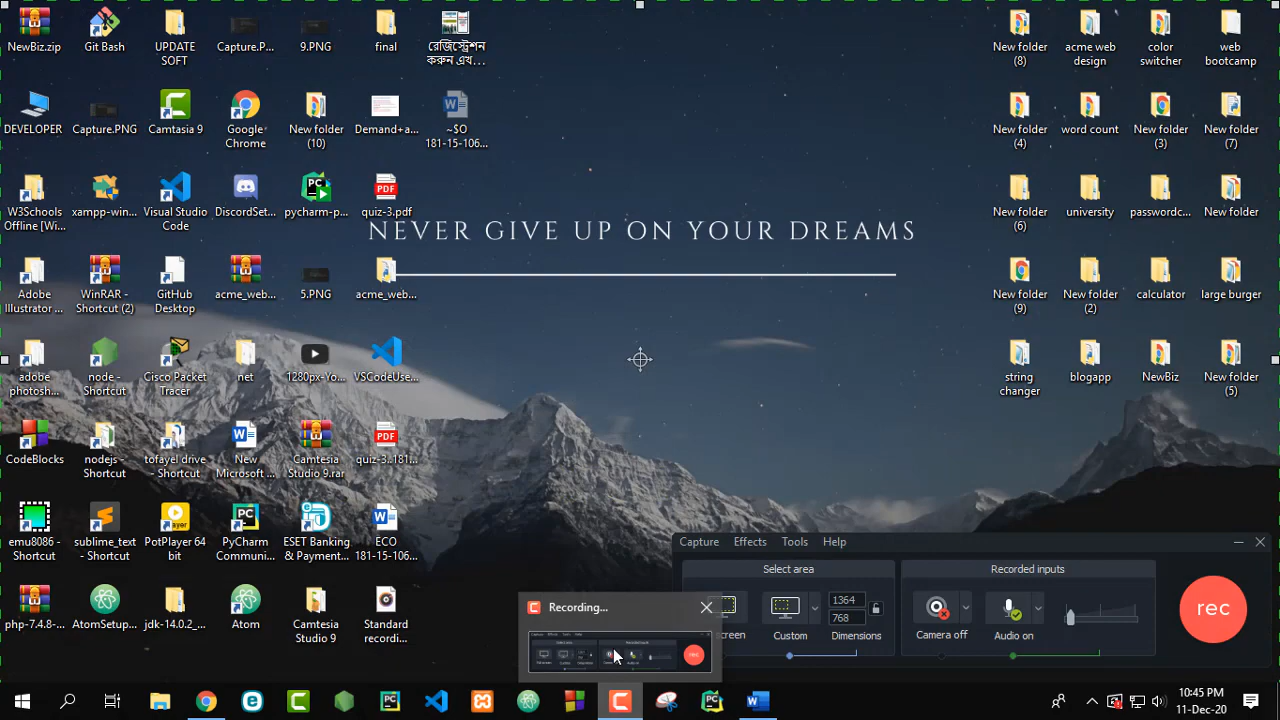 NewBiz.zip
Git Bash
UPDATE
SOFT
Capture.P...
9.PNG
final
রেজিস্ট্রেশন
করুন এখ...
New folder
(8)
acme web
design
color
switcher
web
bootcamp
DEVELOPER
Capture.PNG
Camtasia 9
Google
Chrome
New folder
(10)
Demand+a...
~$O
181-15-106...
New folder
(4)
word count
New folder
(3)
New folder
(7)
W3Schools
Offline [Wi...
xampp-win...
Visual Studio
Code
DiscordSet...
pycharm-p...
quiz-3.pdf
New folder
(6)
university
passwordc...
New folder
NEVER GIVE UP ON YOUR DREAMS
Adobe
Illustrator ...
WinRAR -
Shortcut (2)
GitHub
Desktop
acme_web...
5.PNG
acme_web...
New folder
(9)
New folder
(2)
calculator
large burger
adobe
photosh...
node -
Shortcut
Cisco Packet
Tracer
net
1280px-Yo...
VSCodeUse...
string
changer
blogapp
NewBiz
New folder
(5)
CodeBlocks
nodejs -
Shortcut
tofayel drive
- Shortcut
New
Microsoft ...
Camtesia
Studio 9.rar
quiz-3..181...
emu8086 -
Shortcut
sublime_text
- Shortcut
PotPlayer 64
bit
PyCharm
Communi...
ESET Banking
& Payment...
ECO
181-15-106...
php-7.4.8-...
AtomSetup...
jdk-14.0.2_...
Atom
Camtesia
Studio 9
Standard
recordi...
Capture Effects Tools Help
Select area
Recorded inputs
screen
Custom
1364
768
Dimensions
Camera off
Audio on
rec
Recording...
10:45 PM
11-Dec-20